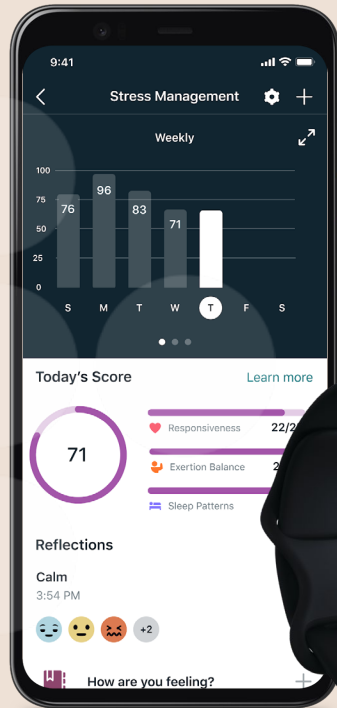 9:41
Stress Management
Weekly
100
75
50
25
0
76
96
83
71
S M T W T F S
Today's Score
Learn more
71
Responsiveness 22/2
Exertion Balance 2
Sleep Patterns
Reflections
Calm
3:54 PM
+2
How are you feeling?